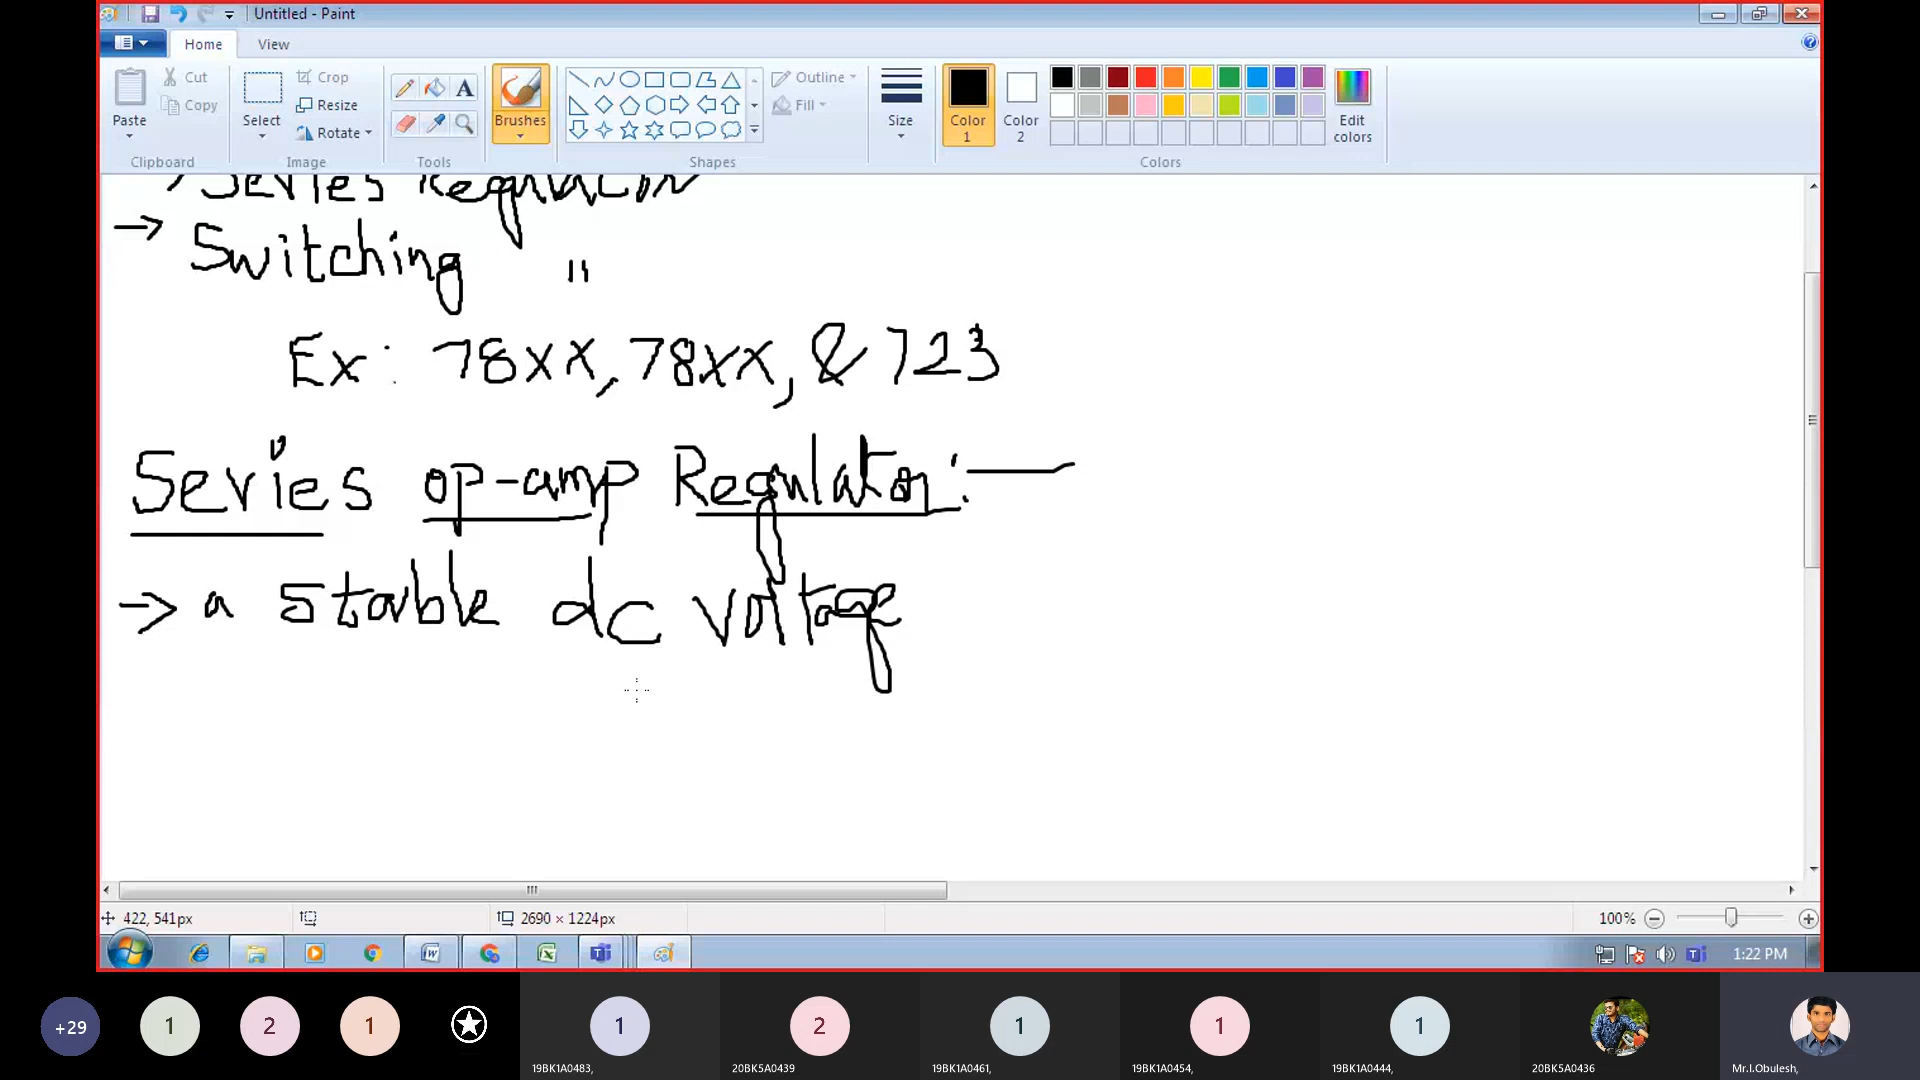 Untitled - Paint
Home View
Paste
Cut
Copy
Clipboard
Select
Crop
Resize
Rotate
Image
Tools
Brushes
Shapes
Outline
Fill
Size
Color 1
Color 2
Edit colors
Colors
Series Regulator
→ Switching "
Ex: 78XX, 78XX, & 723
Series op-amp Regulator:—
→ a stable dc voltage
422, 541px
2690 × 1224px
100%
1:22 PM
+29 1 2 1 1 2 1 1 1
19BK1A0483, 20BK5A0439 19BK1A0461, 19BK1A0454, 19BK1A0444, 20BK5A0436 Mr.I.Obulesh,